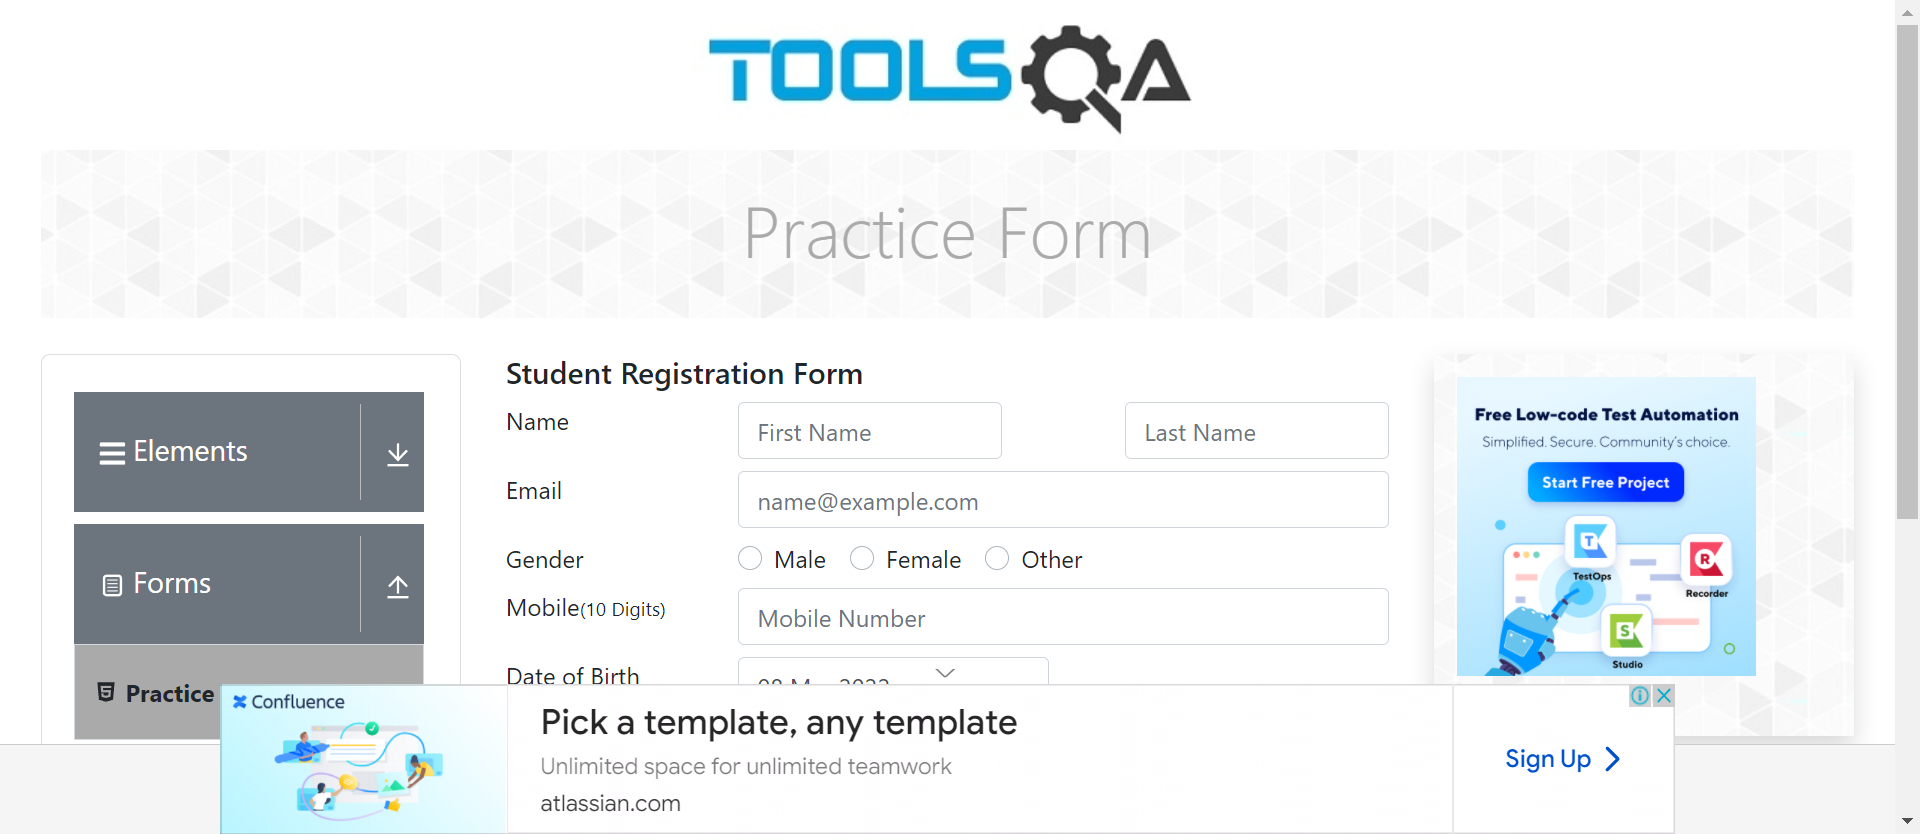 TOOLSQA
Practice Form
Elements
Forms
Practice
Student Registration Form
Name
First Name
Last Name
Email
name@example.com
Gender
Male
Female
Other
Mobile(10 Digits)
Mobile Number
Date of Birth
Free Low-code Test Automation
Simplified. Secure. Community's choice.
Start Free Project
TestOps
Recorder
Studio
Confluence
Pick a template, any template
Unlimited space for unlimited teamwork
atlassian.com
Sign Up